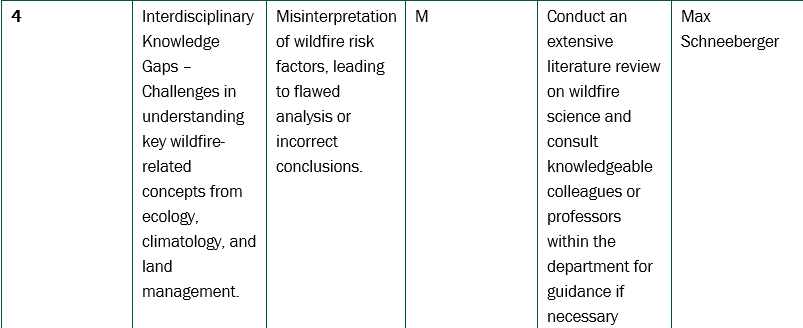 4
Interdisciplinary
Knowledge
Gaps –
Challenges in
understanding
key wildfire-
related
concepts from
ecology,
climatology, and
land
management.
Misinterpretation
of wildfire risk
factors, leading
to flawed
analysis or
incorrect
conclusions.
M
Conduct an
extensive
literature review
on wildfire
science and
consult
knowledgeable
colleagues or
professors
within the
department for
guidance if
necessary
Max
Schneeberger